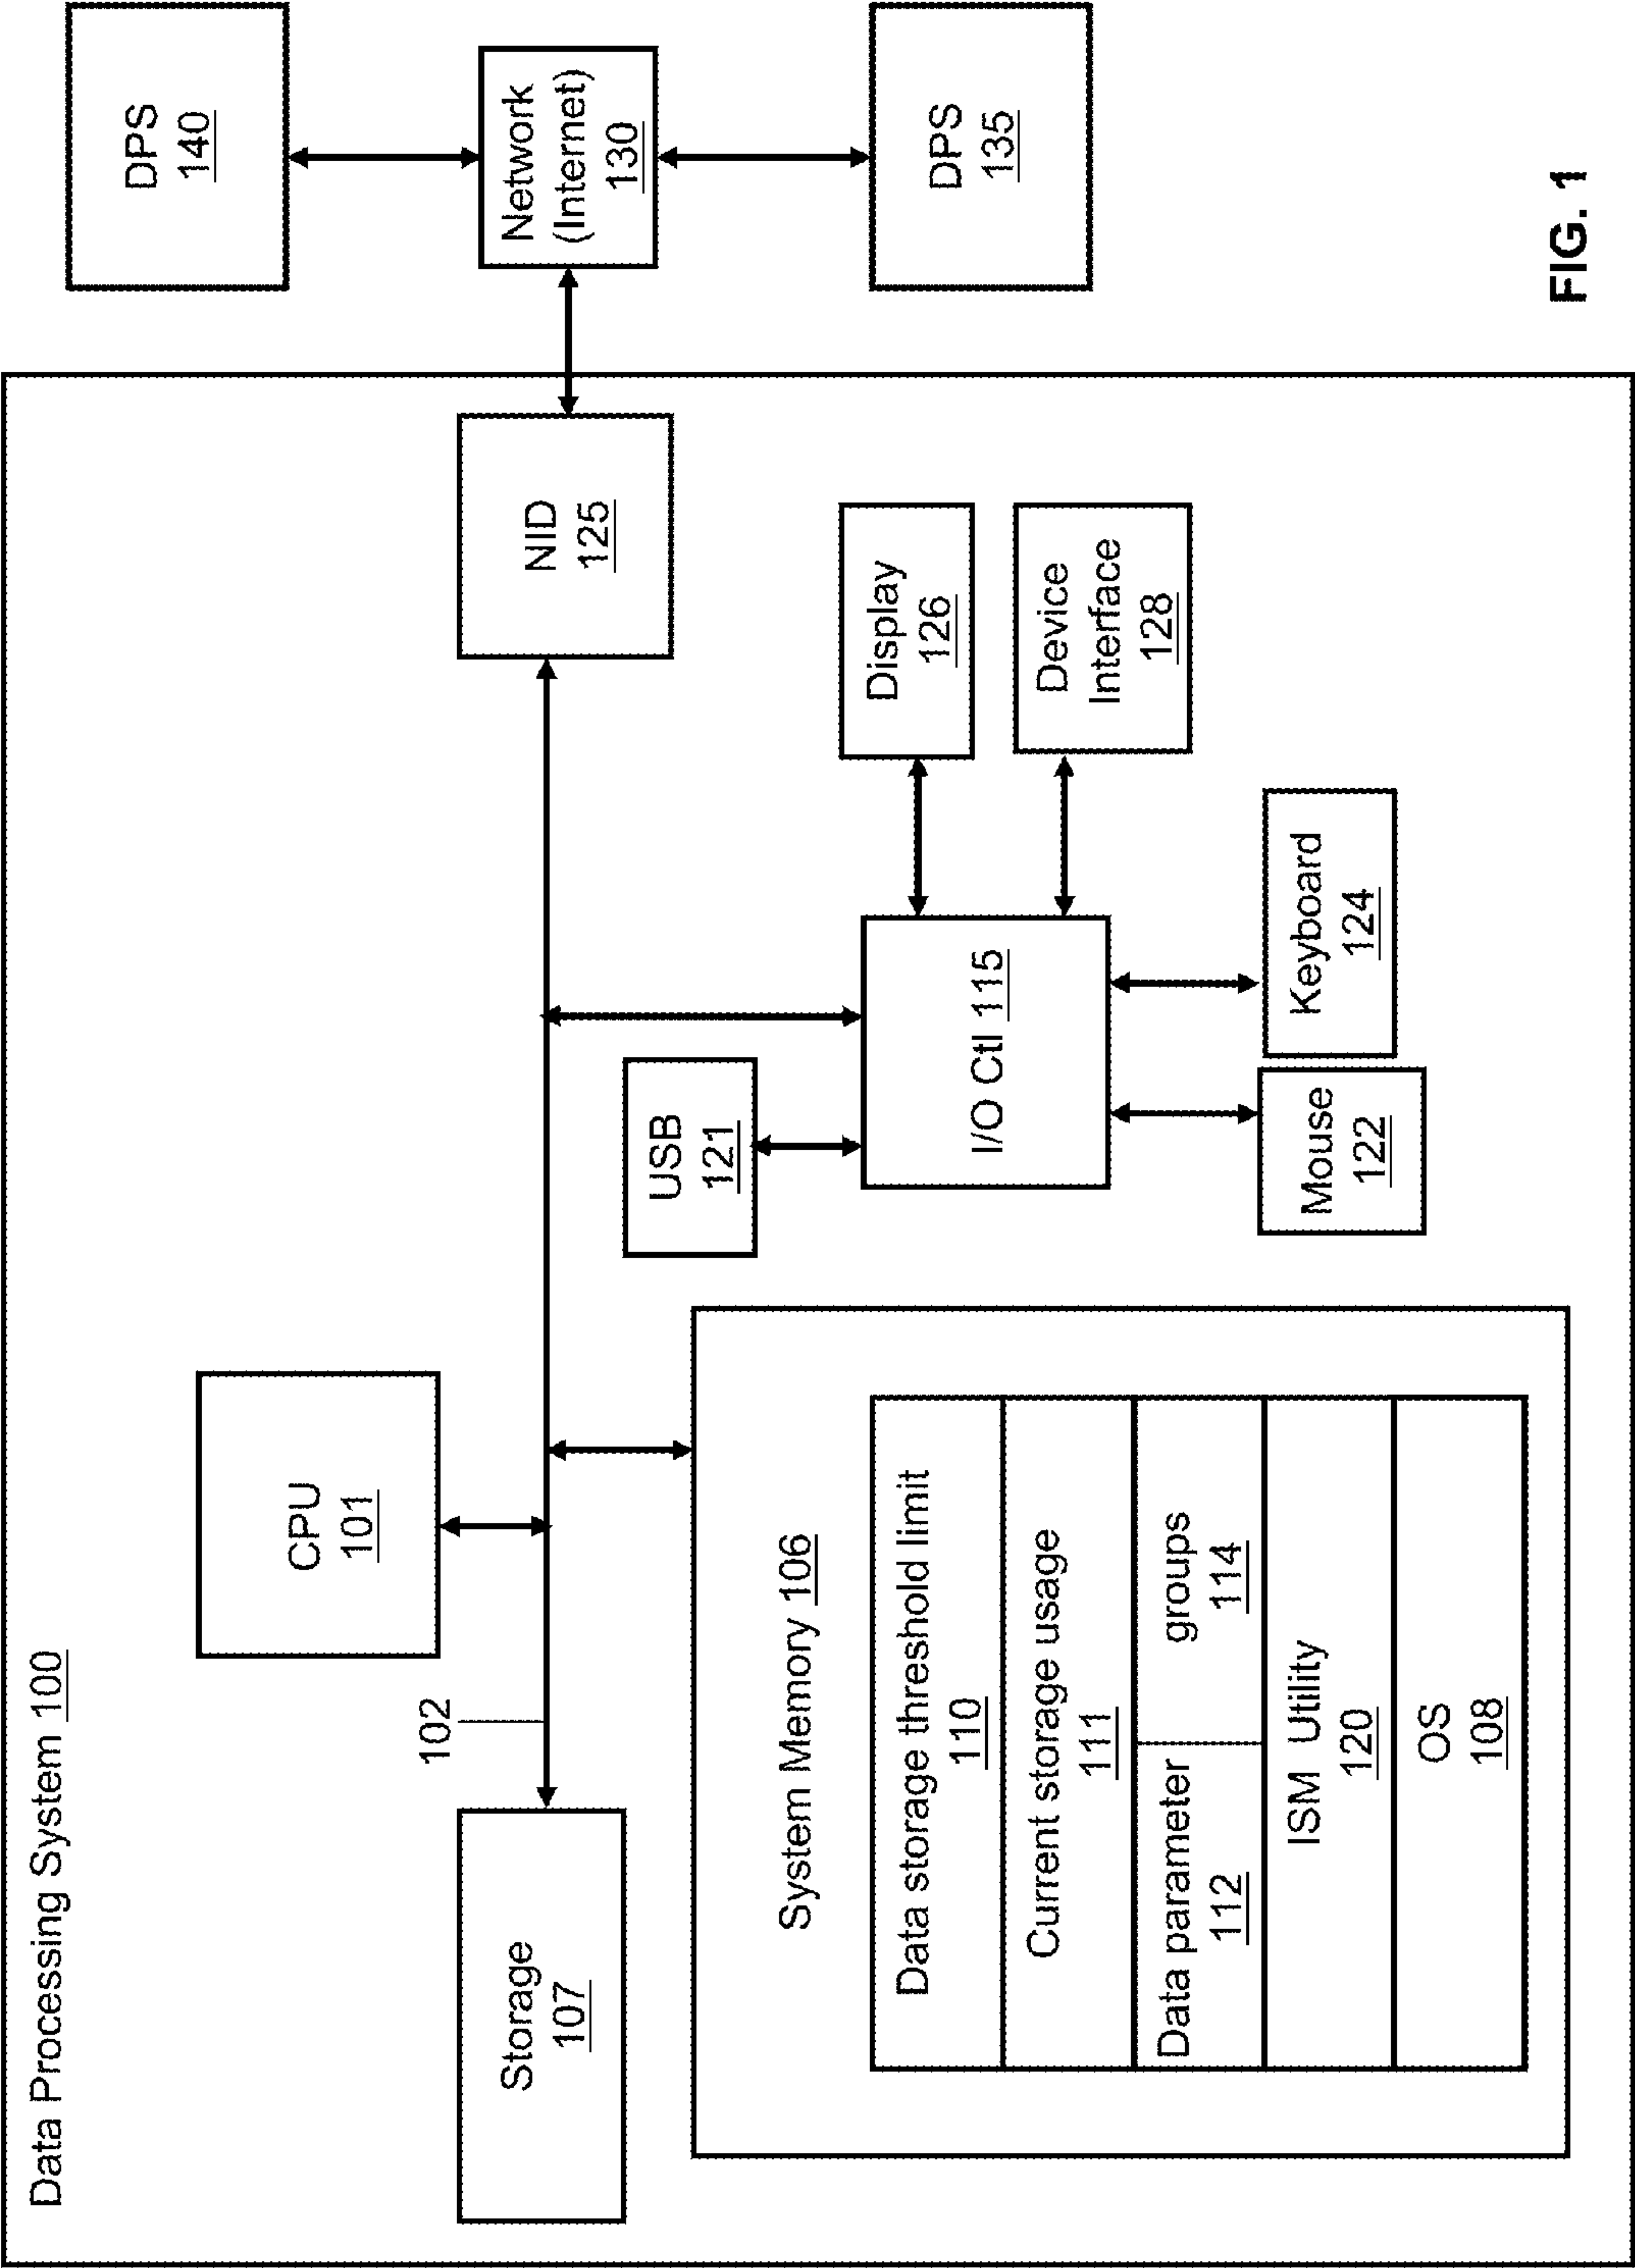 Data Processing System 100
CPU
101
102
Storage
107
NID
125
DPS
140
Network
(Internet)
130
DPS
135
System Memory 106
Data storage threshold limit
110
Current storage usage
111
Data parameter
112
groups
114
ISM Utility
120
OS
108
USB
121
I/O Ctl 115
Display
126
Device
Interface
128
Mouse
122
Keyboard
124
FIG. 1